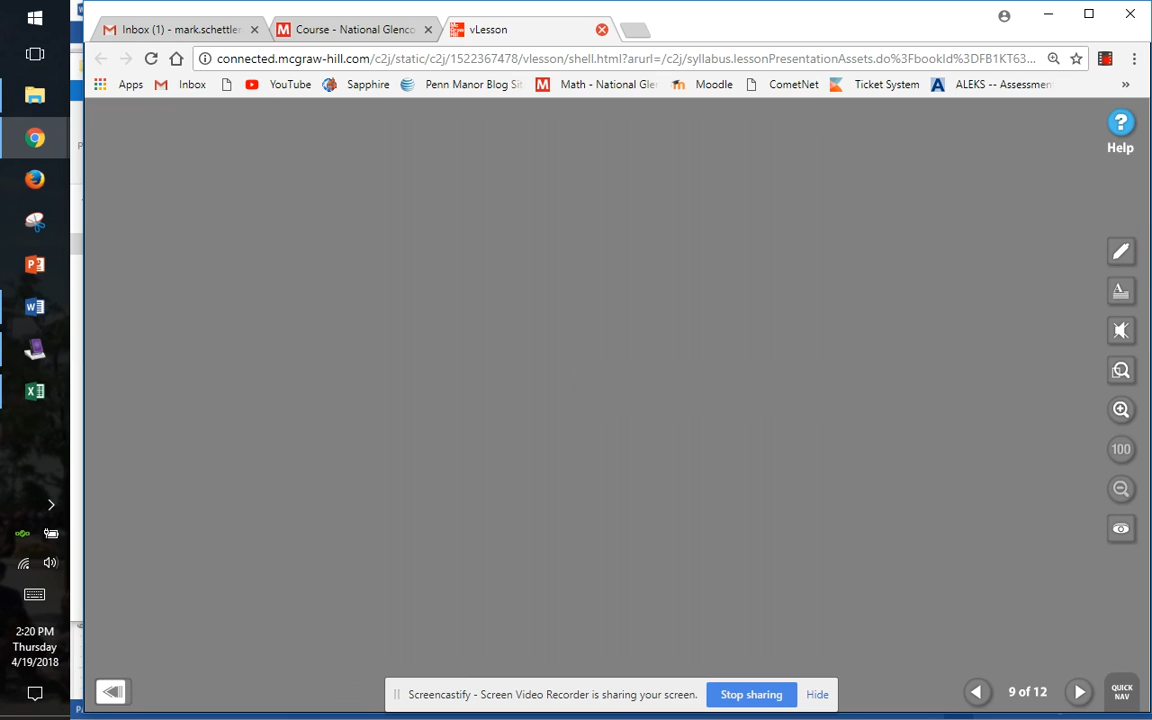 Inbox (1) - mark.schettler
Course - National Glenco
vLesson
connected.mcgraw-hill.com/c2j/static/c2j/1522367478/vlesson/shell.html?arurl=/c2j/syllabus.lessonPresentationAssets.do%3FbookId%3DFB1KT63...
Apps
Inbox
YouTube
Sapphire
Penn Manor Blog Sit
Math - National Gle
Moodle
CometNet
Ticket System
ALEKS -- Assessmen
»
?
Help
100
2:20 PM
Thursday
4/19/2018
Screencastify - Screen Video Recorder is sharing your screen.
Stop sharing
Hide
9 of 12
QUICK
NAV